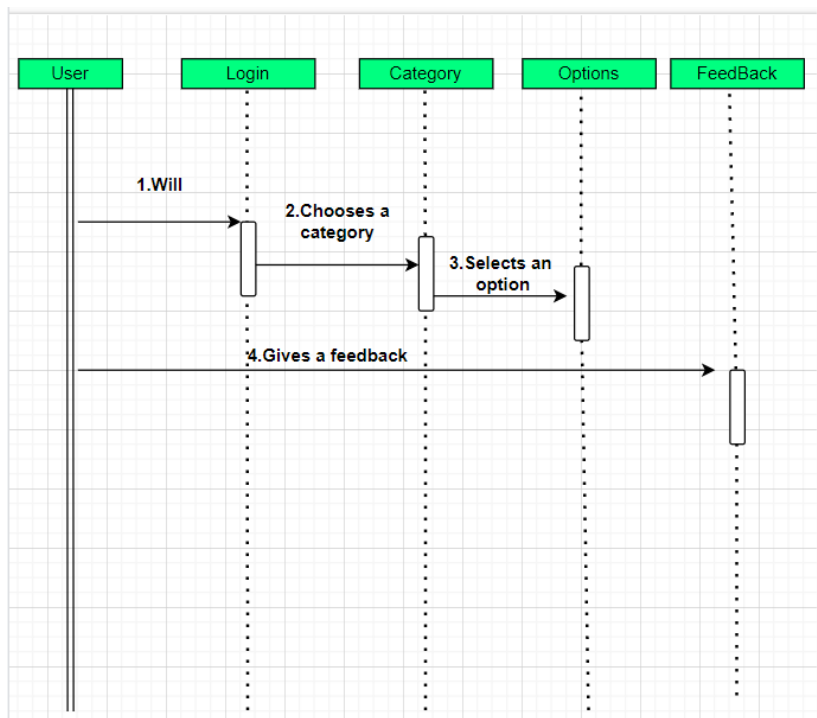 User
Login
Category
Options
FeedBack
1.Will
2.Chooses a
category
3.Selects an
option
4.Gives a feedback